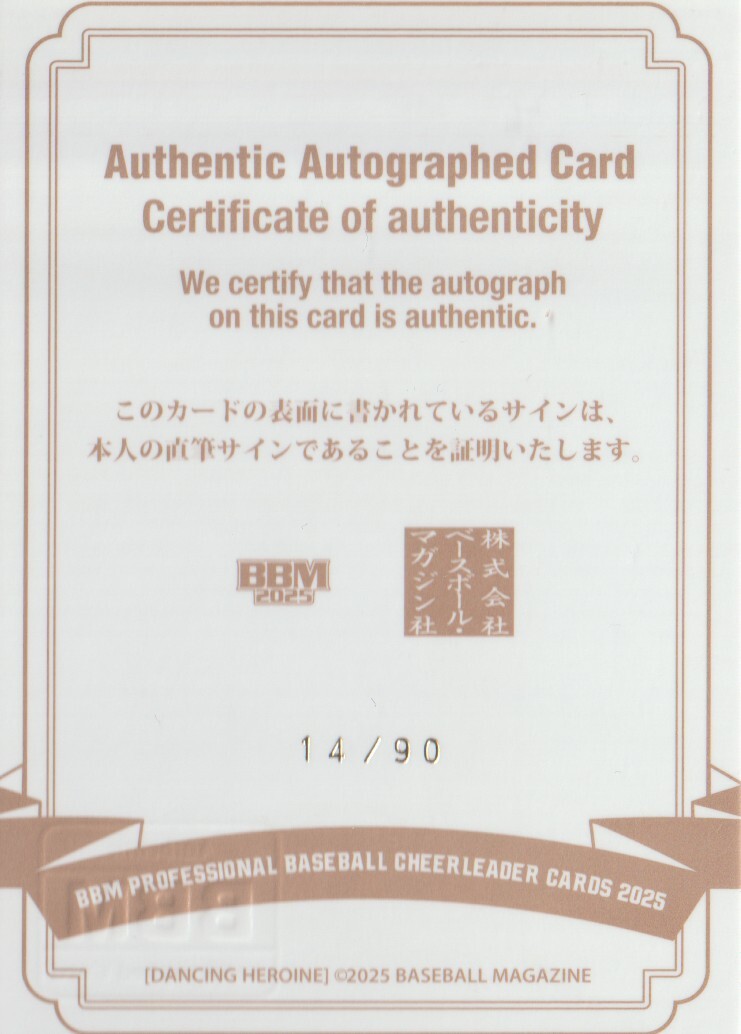 Authentic Autographed Card
Certificate of authenticity
We certify that the autograph
on this card is authentic.
このカードの表面に書かれているサインは、
本人の直筆サインであることを証明いたします。
BBM
2025
株式会社
ベースボール・
マガジン社
14/90
BBM PROFESSIONAL BASEBALL CHEERLEADER CARDS 2025
BBM
[DANCING HEROINE] ©2025 BASEBALL MAGAZINE